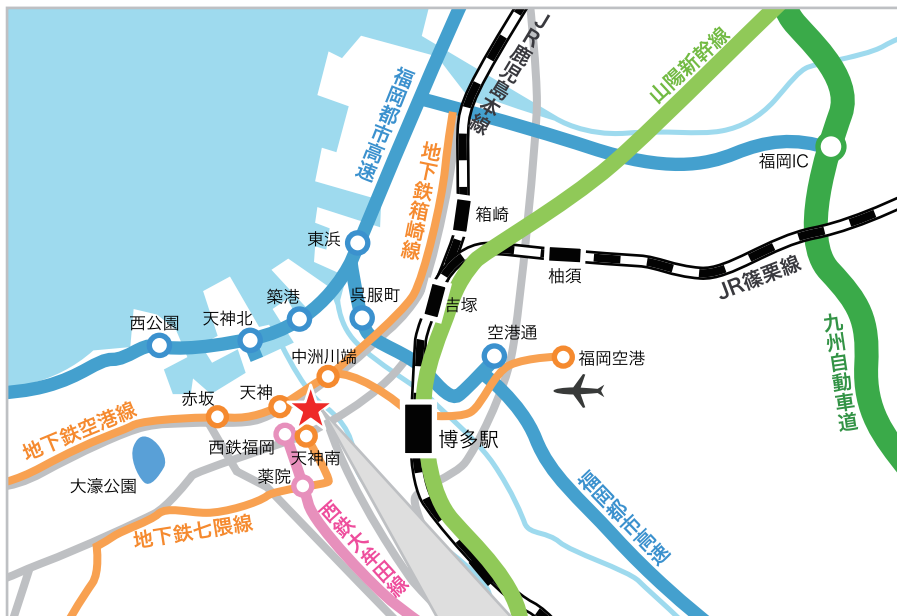 JR鹿児島本線
山陽新幹線
福岡都市高速
地下鉄箱崎線
福岡IC
箱崎
東浜
柚須
JR篠栗線
築港
呉服町
吉塚
西公園
天神北
空港通
九州自動車道
中洲川端
福岡空港
赤坂
天神
地下鉄空港線
西鉄福岡
天神南
博多駅
大濠公園
薬院
地下鉄七隈線
西鉄大牟田線
福岡都市高速